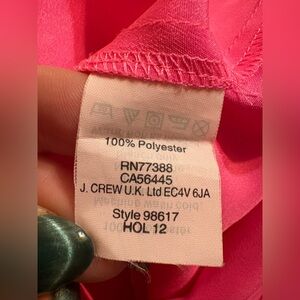 100% Polyester
RN77388
CA56445
J. CREW U.K. Ltd EC4V 6JA
Style 98617
HOL 12